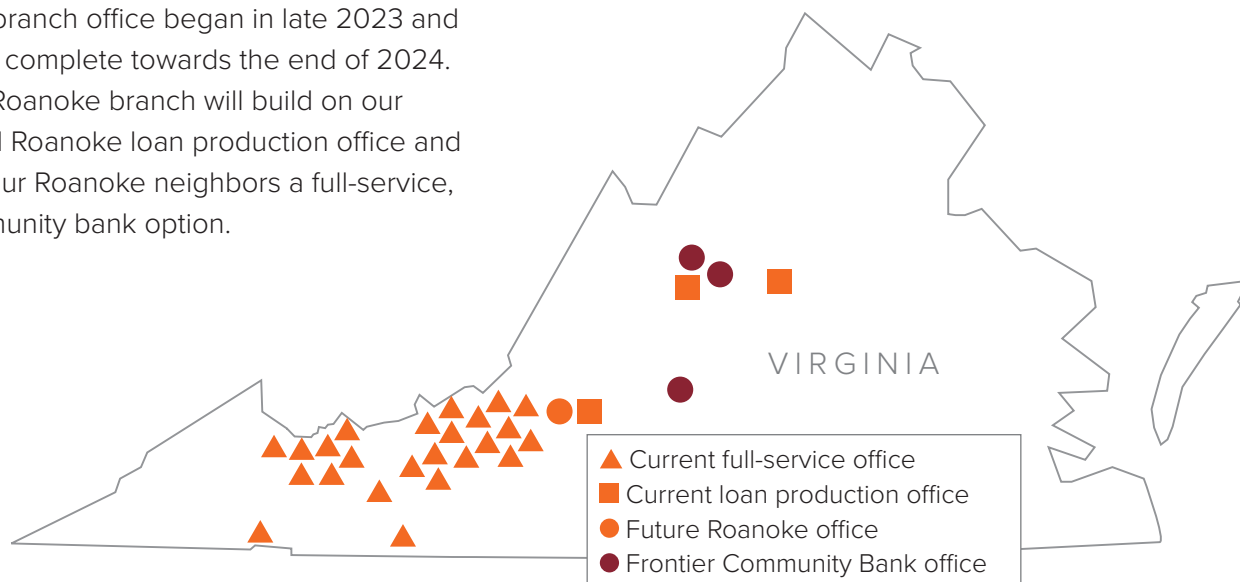 branch office began in late 2023 and
complete towards the end of 2024.
Roanoke branch will build on our
Roanoke loan production office and
ur Roanoke neighbors a full-service,
unity bank option.
VIRGINIA
Current full-service office
Current loan production office
Future Roanoke office
Frontier Community Bank office